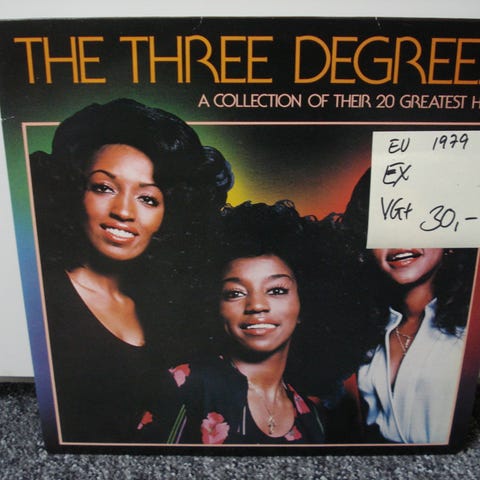 THE THREE DEGREE
A COLLECTION OF THEIR 20 GREATEST H
EU 1979
EX
VG+ 30,-